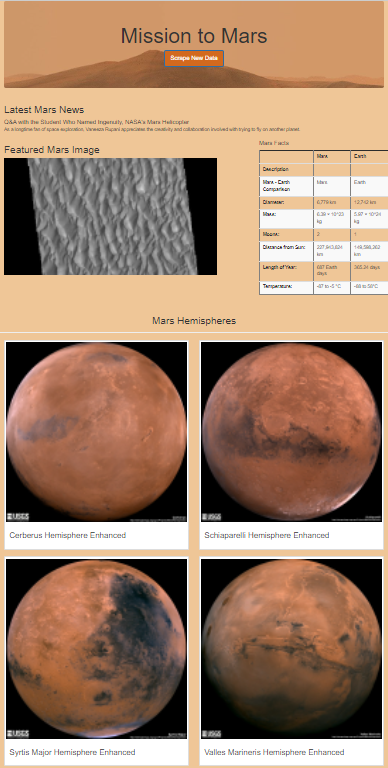 Mission to Mars
Scrape New Data
Latest Mars News
Q&A with the Student Who Named Ingenuity, NASA's Mars Helicopter
As a longtime fan of space exploration, Vaneeza Rupani appreciates the creativity and collaboration involved with trying to fly on another planet.
Featured Mars Image
Mars Facts
Mars Earth
Description
Mars - Earth Comparison Mars Earth
Diameter: 6,779 km 12,742 km
Mass: 6.39 × 10^23 kg 5.97 × 10^24 kg
Moons: 2 1
Distance from Sun: 227,943,824 km 149,598,262 km
Length of Year: 687 Earth days 365.24 days
Temperature: -87 to -5 °C -88 to 58°C
Mars Hemispheres
USGS
Cerberus Hemisphere Enhanced
USGS
Schiaparelli Hemisphere Enhanced
USGS
Syrtis Major Hemisphere Enhanced
USGS
Valles Marineris Hemisphere Enhanced